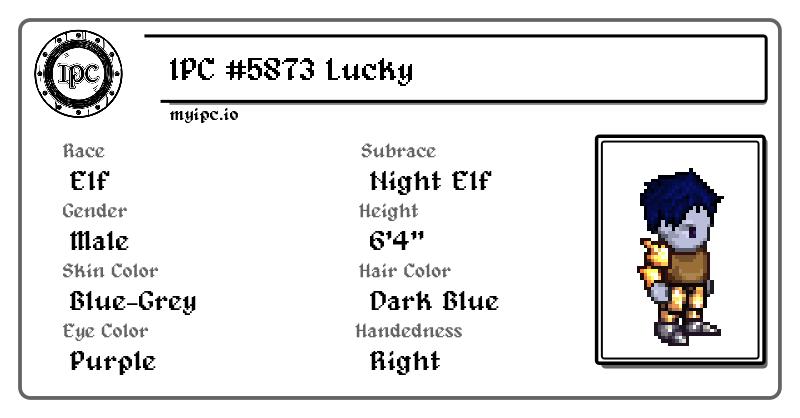 IPC
IPC #5873 Lucky
myipc.io
Race
Elf
Subrace
Night Elf
Gender
Male
Height
6'4"
Skin Color
Blue-Grey
Hair Color
Dark Blue
Eye Color
Purple
Handedness
Right